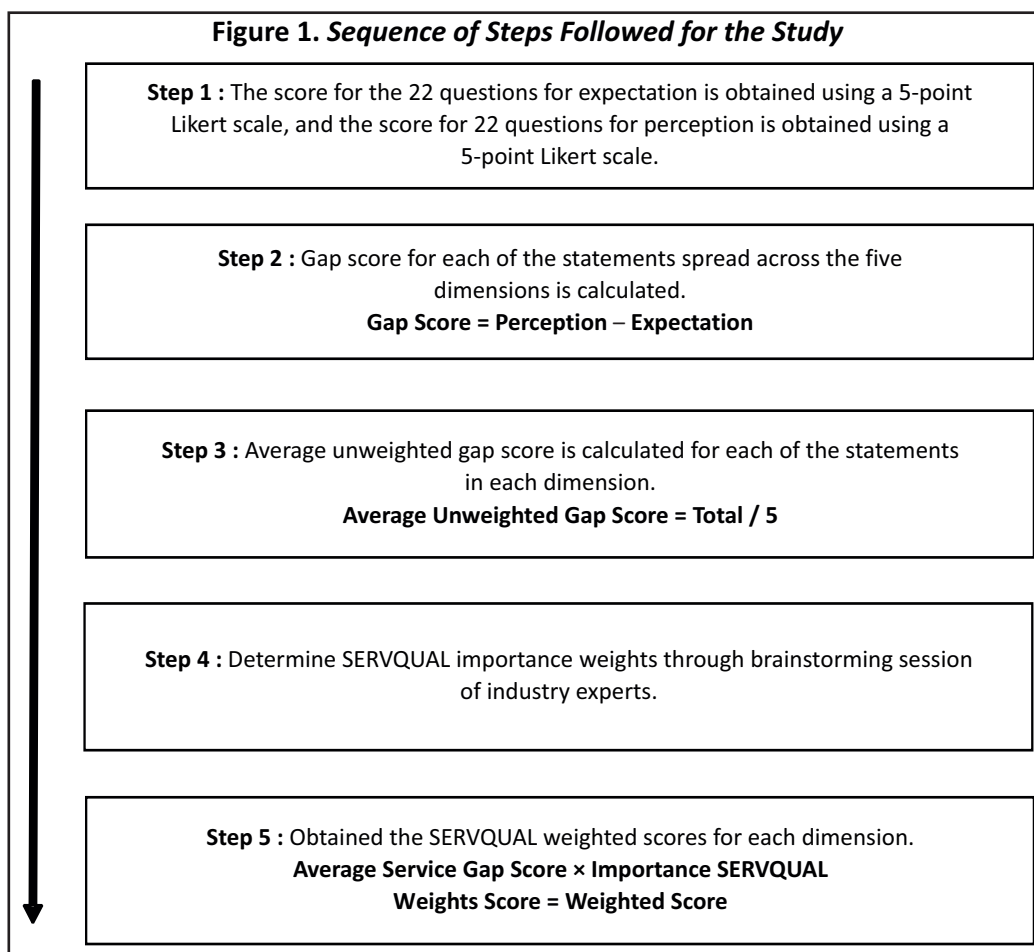 Figure 1. Sequence of Steps Followed for the Study
Step 1 : The score for the 22 questions for expectation is obtained using a 5-point
Likert scale, and the score for 22 questions for perception is obtained using a
5-point Likert scale.
Step 2 : Gap score for each of the statements spread across the five
dimensions is calculated.
Gap Score = Perception – Expectation
Step 3 : Average unweighted gap score is calculated for each of the statements
in each dimension.
Average Unweighted Gap Score = Total / 5
Step 4 : Determine SERVQUAL importance weights through brainstorming session
of industry experts.
Step 5 : Obtained the SERVQUAL weighted scores for each dimension.
Average Service Gap Score × Importance SERVQUAL
Weights Score = Weighted Score